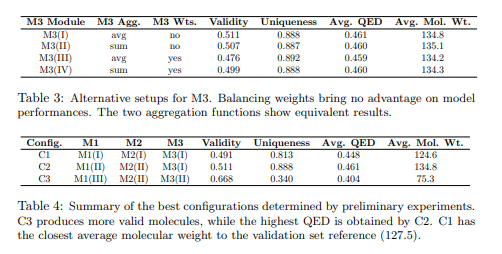 M3 Module M3 Agg. M3 Wts. Validity Uniqueness Avg. QED Avg. Mol. Wt.
M3(I) avg no 0.511 0.888 0.461 134.8
M3(II) sum no 0.507 0.887 0.460 135.1
M3(III) avg yes 0.476 0.892 0.459 134.2
M3(IV) sum yes 0.499 0.888 0.460 134.3
Table 3: Alternative setups for M3. Balancing weights bring no advantage on model
performances. The two aggregation functions show equivalent results.
Config. M1 M2 M3 Validity Uniqueness Avg. QED Avg. Mol. Wt.
C1 M1(I) M2(I) M3(I) 0.491 0.813 0.448 124.6
C2 M1(II) M2(II) M3(I) 0.511 0.888 0.461 134.8
C3 M1(III) M2(II) M3(II) 0.668 0.340 0.404 75.3
Table 4: Summary of the best configurations determined by preliminary experiments.
C3 produces more valid molecules, while the highest QED is obtained by C2. C1 has
the closest average molecular weight to the validation set reference (127.5).